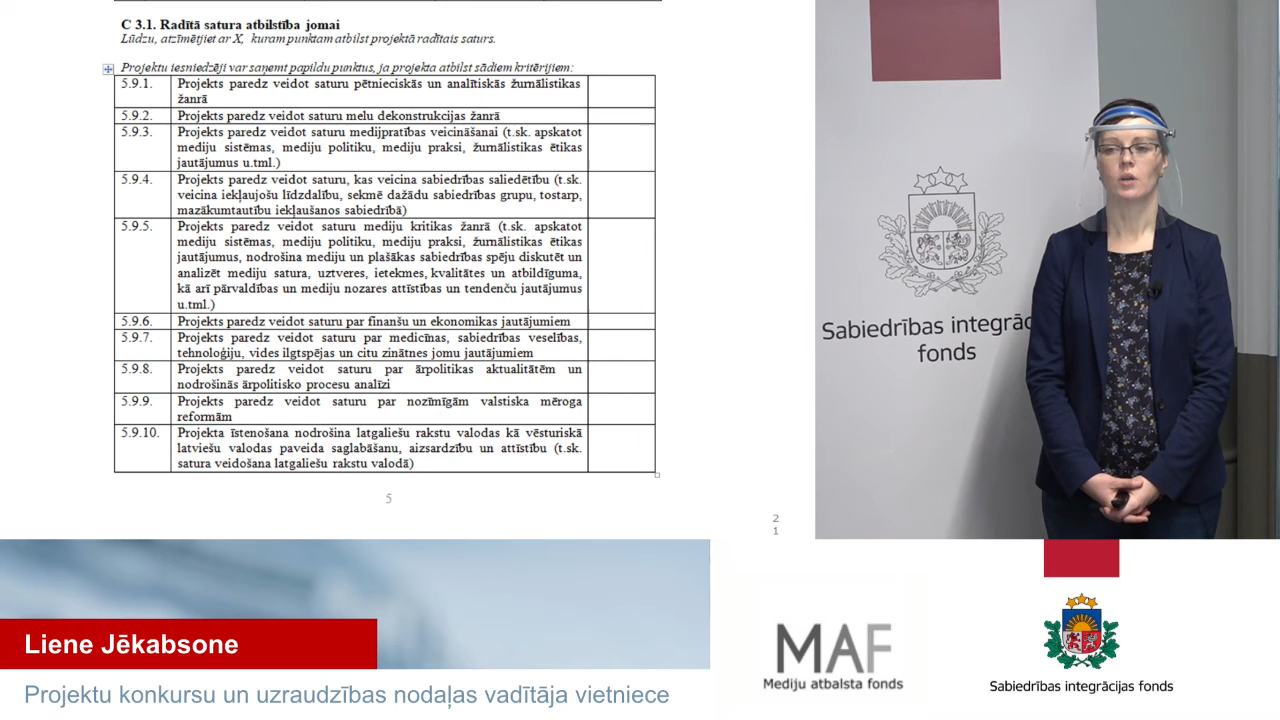 C 3.1. Radītā satura atbilstība jomai
Lūdzu, atzīmētjiet ar X, kuram punktam atbilst projektā radītais saturs.
Projektu iesniedzēji var saņemt papildu punktus, ja projekta atbilst šādiem kritērijiem:
5.9.1. Projekts paredz veidot saturu pētnieciskās un analītiskās žurnālistikas
žanrā
5.9.2. Projekts paredz veidot saturu melu dekonstrukcijas žanrā
5.9.3. Projekts paredz veidot saturu medijpratības veicināšanai (t.sk. apskatot
mediju sistēmas, mediju politiku, mediju praksi, žurnālistikas ētikas
jautājumus u.tml.)
5.9.4. Projekts paredz veidot saturu, kas veicina sabiedrības saliedētību (t.sk.
veicina iekļaujošu līdzdalību, sekmē dažādu sabiedrības grupu, tostarp,
mazākumtautību iekļaušanos sabiedrībā)
5.9.5. Projekts paredz veidot saturu mediju kritikas žanrā (t.sk. apskatot
mediju sistēmas, mediju politiku, mediju praksi, žurnālistikas ētikas
jautājumus, nodrošina mediju un plašākas sabiedrības spēju diskutēt un
analizēt mediju satura, uztveres, ietekmes, kvalitātes un atbildīguma,
kā arī pārvaldības un mediju nozares attīstības un tendenču jautājumus
u.tml.)
5.9.6. Projekts paredz veidot saturu par finanšu un ekonomikas jautājumiem
5.9.7. Projekts paredz veidot saturu par medicīnas, sabiedrības veselības,
tehnoloģiju, vides ilgtspējas un citu zinātnes jomu jautājumiem
5.9.8. Projekts paredz veidot saturu par ārpolitikas aktualitātēm un
nodrošinās ārpolitisko procesu analīzi
5.9.9. Projekts paredz veidot saturu par nozīmīgām valstiska mēroga
reformām
5.9.10. Projekta īstenošana nodrošina latgaliešu rakstu valodas kā vēsturiskā
latviešu valodas paveida saglabāšanu, aizsardzību un attīstību (t.sk.
satura veidošana latgaliešu rakstu valodā)
5
2
1
Sabiedrības integrāc
fonds
Liene Jēkabsone
Projektu konkursu un uzraudzības nodaļas vadītāja vietniece
MAF
Mediju atbalsta fonds
Sabiedrības integrācijas fonds